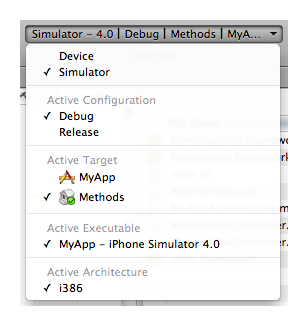 Simulator - 4.0 | Debug | Methods | MyA...
Device
✓ Simulator
Active Configuration
✓ Debug
Release
Active Target
MyApp
✓ Methods
Active Executable
✓ MyApp – iPhone Simulator 4.0
Active Architecture
✓ i386